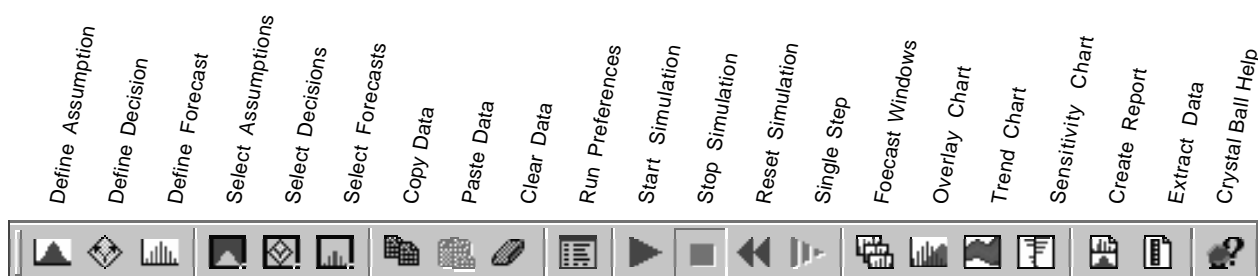 Define Assumption
Define Decision
Define Forecast
Select Assumptions
Select Decisions
Select Forecasts
Copy Data
Paste Data
Clear Data
Run Preferences
Start Simulation
Stop Simulation
Reset Simulation
Single Step
Foecast Windows
Overlay Chart
Trend Chart
Sensitivity Chart
Create Report
Extract Data
Crystal Ball Help